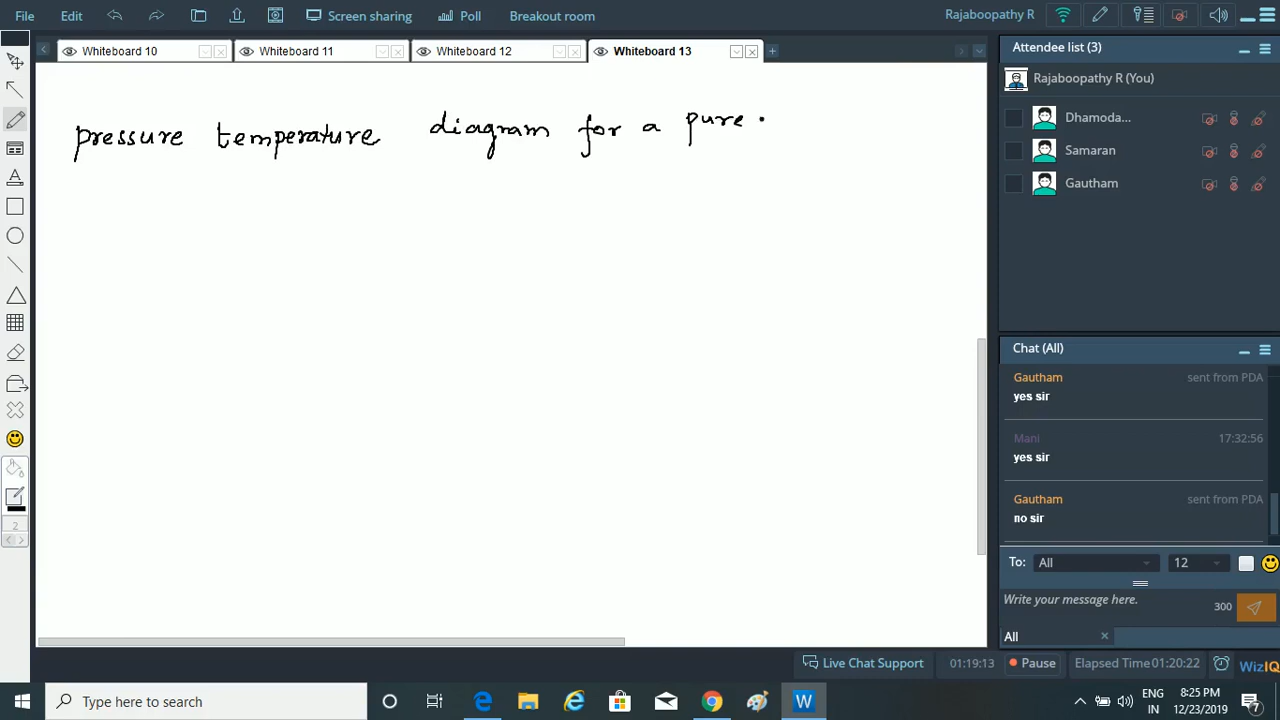 File Edit Screen sharing Poll Breakout room Rajaboopathy R
Whiteboard 10 Whiteboard 11 Whiteboard 12 Whiteboard 13
pressure temperature diagram for a pure
Attendee list (3)
Rajaboopathy R (You)
Dhamoda...
Samaran
Gautham
Chat (All)
Gautham sent from PDA
yes sir
Mani 17:32:56
yes sir
Gautham sent from PDA
no sir
To: All 12
Write your message here. 300
All
2
Live Chat Support 01:19:13 Pause Elapsed Time 01:20:22 WizIQ
Type here to search
W
ENG 8:25 PM
IN 12/23/2019 7